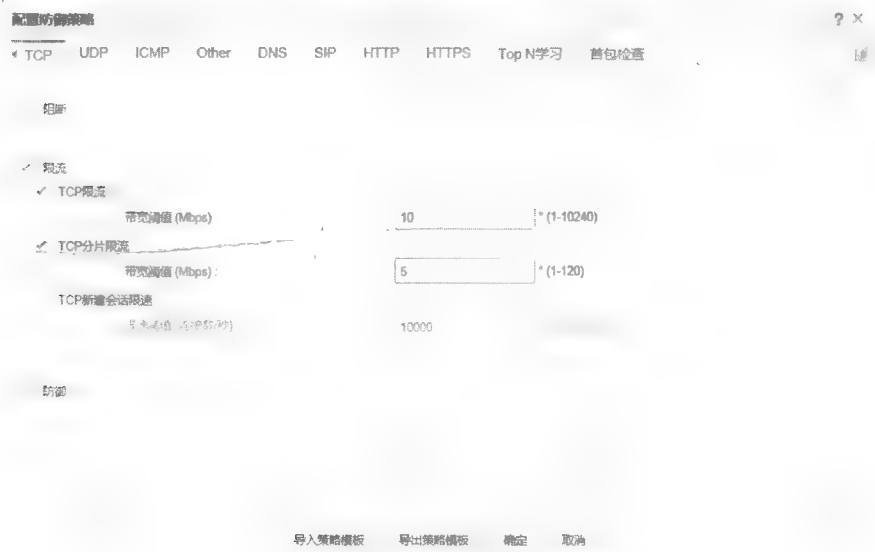 配置防御策略 ? ×
TCP UDP ICMP Other DNS SIP HTTP HTTPS Top N学习 首包检查
阻断
限流
TCP限流
带宽阈值 (Mbps) 10 * (1-10240)
TCP分片限流
带宽阈值 (Mbps) : 5 * (1-120)
TCP新建会话限速
10000
防御
导入策略模板 导出策略模板 确定 取消